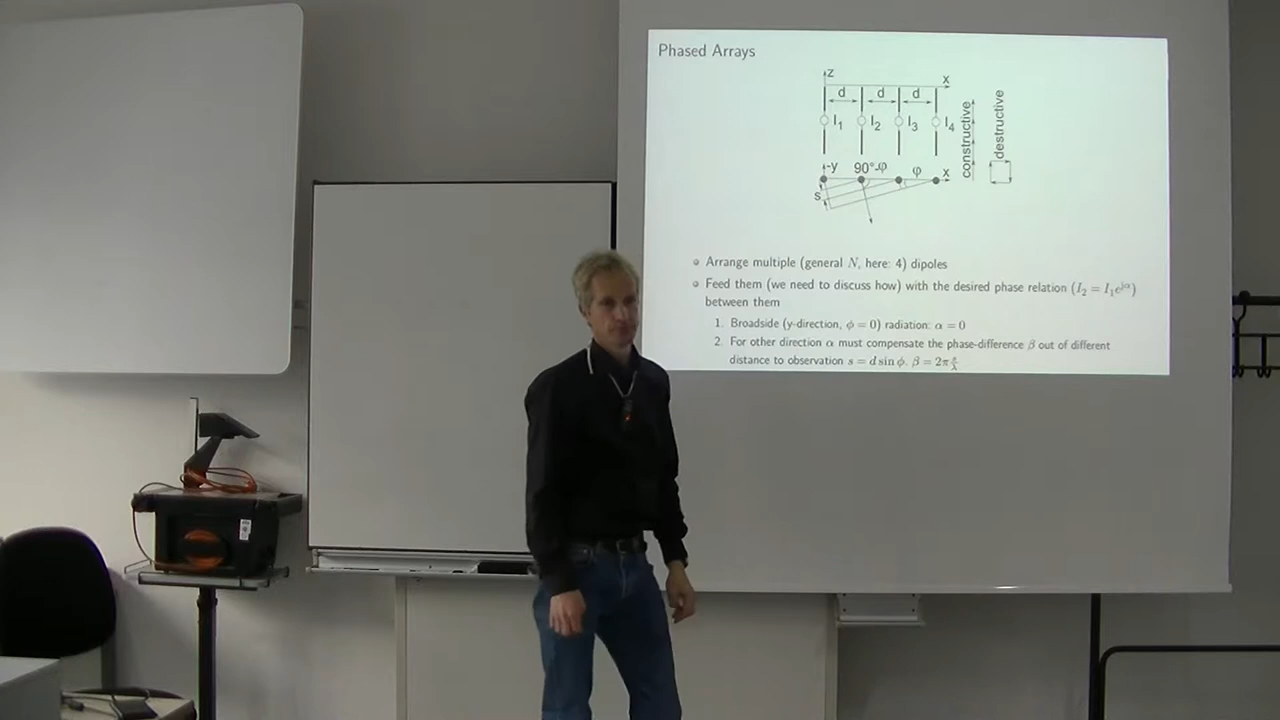 Phased Arrays
z
x
d d d
I1 I2 I3 I4
constructive
destructive
-y 90°-φ φ x
s
Arrange multiple (general N, here: 4) dipoles
Feed them (we need to discuss how) with the desired phase relation (I₂ = I₁e^{jα})
between them
1. Broadside (y-direction, ϕ = 0) radiation: α = 0
2. For other direction α must compensate the phase-difference β out of different
distance to observation s = d sin ϕ. β = 2π s/λ